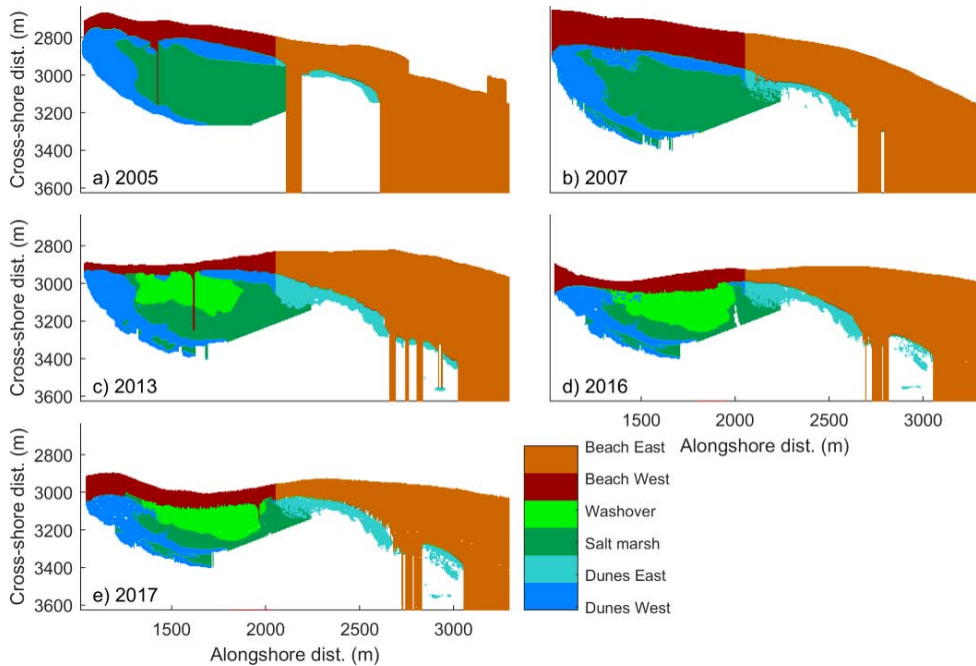 Cross-shore dist. (m)
2800
3000
3200
3400
3600
a) 2005
b) 2007
Cross-shore dist. (m)
2800
3000
3200
3400
3600
c) 2013
d) 2016
1500 2000 2500 3000
Alongshore dist. (m)
Cross-shore dist. (m)
2800
3000
3200
3400
3600
e) 2017
1500 2000 2500 3000
Alongshore dist. (m)
Beach East
Beach West
Washover
Salt marsh
Dunes East
Dunes West